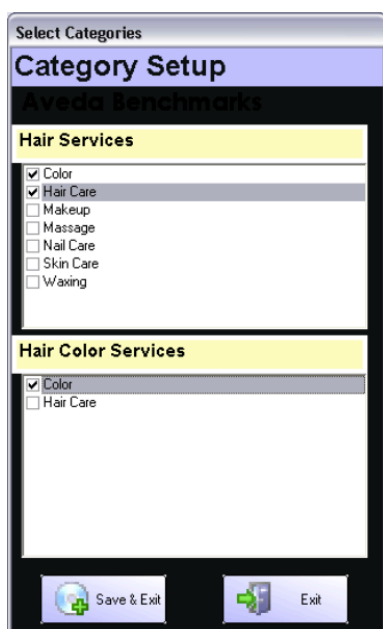 Select Categories
Category Setup
Aveda Benchmarks
Hair Services
Color
Hair Care
Makeup
Massage
Nail Care
Skin Care
Waxing
Hair Color Services
Color
Hair Care
Save & Exit
Exit